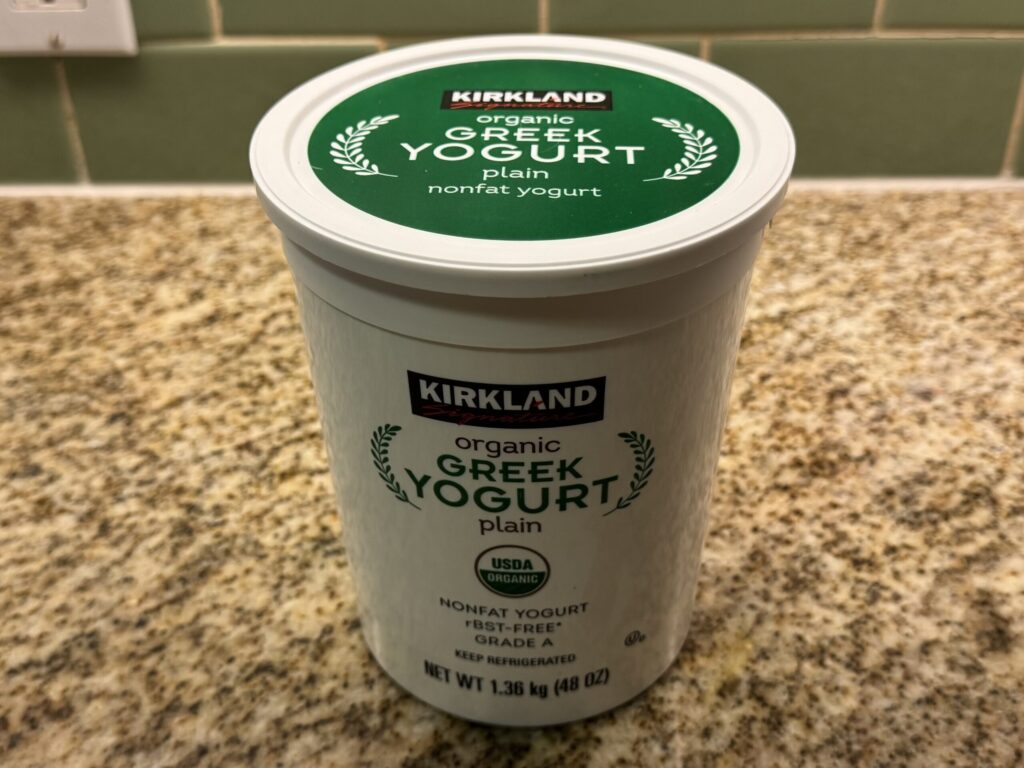 KIRKLAND
Signature
organic
GREEK
YOGURT
plain
nonfat yogurt
KIRKLAND
Signature
organic
GREEK
YOGURT
plain
USDA
ORGANIC
NONFAT YOGURT
rBST-FREE*
GRADE A
KEEP REFRIGERATED
NET WT 1.36 kg (48 OZ)